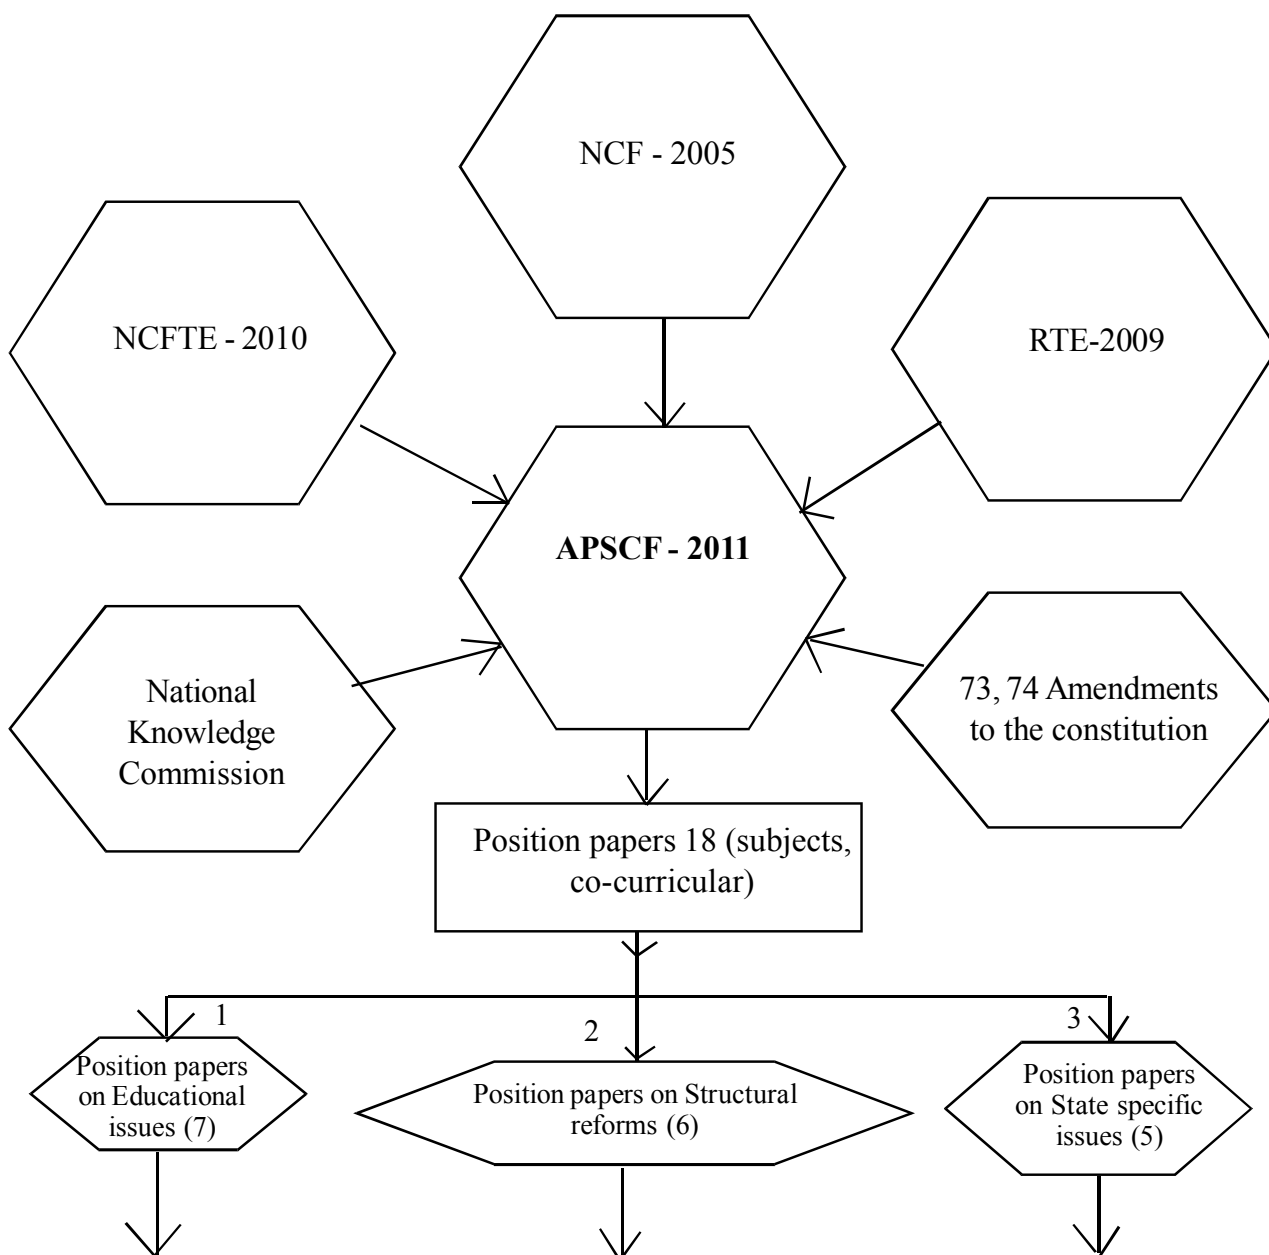 NCF - 2005
NCFTE - 2010
RTE-2009
APSCF - 2011
National
Knowledge
Commission
73, 74 Amendments
to the constitution
Position papers 18 (subjects,
co-curricular)
1
2
3
Position papers
on Educational
issues (7)
Position papers on Structural
reforms (6)
Position papers
on State specific
issues (5)